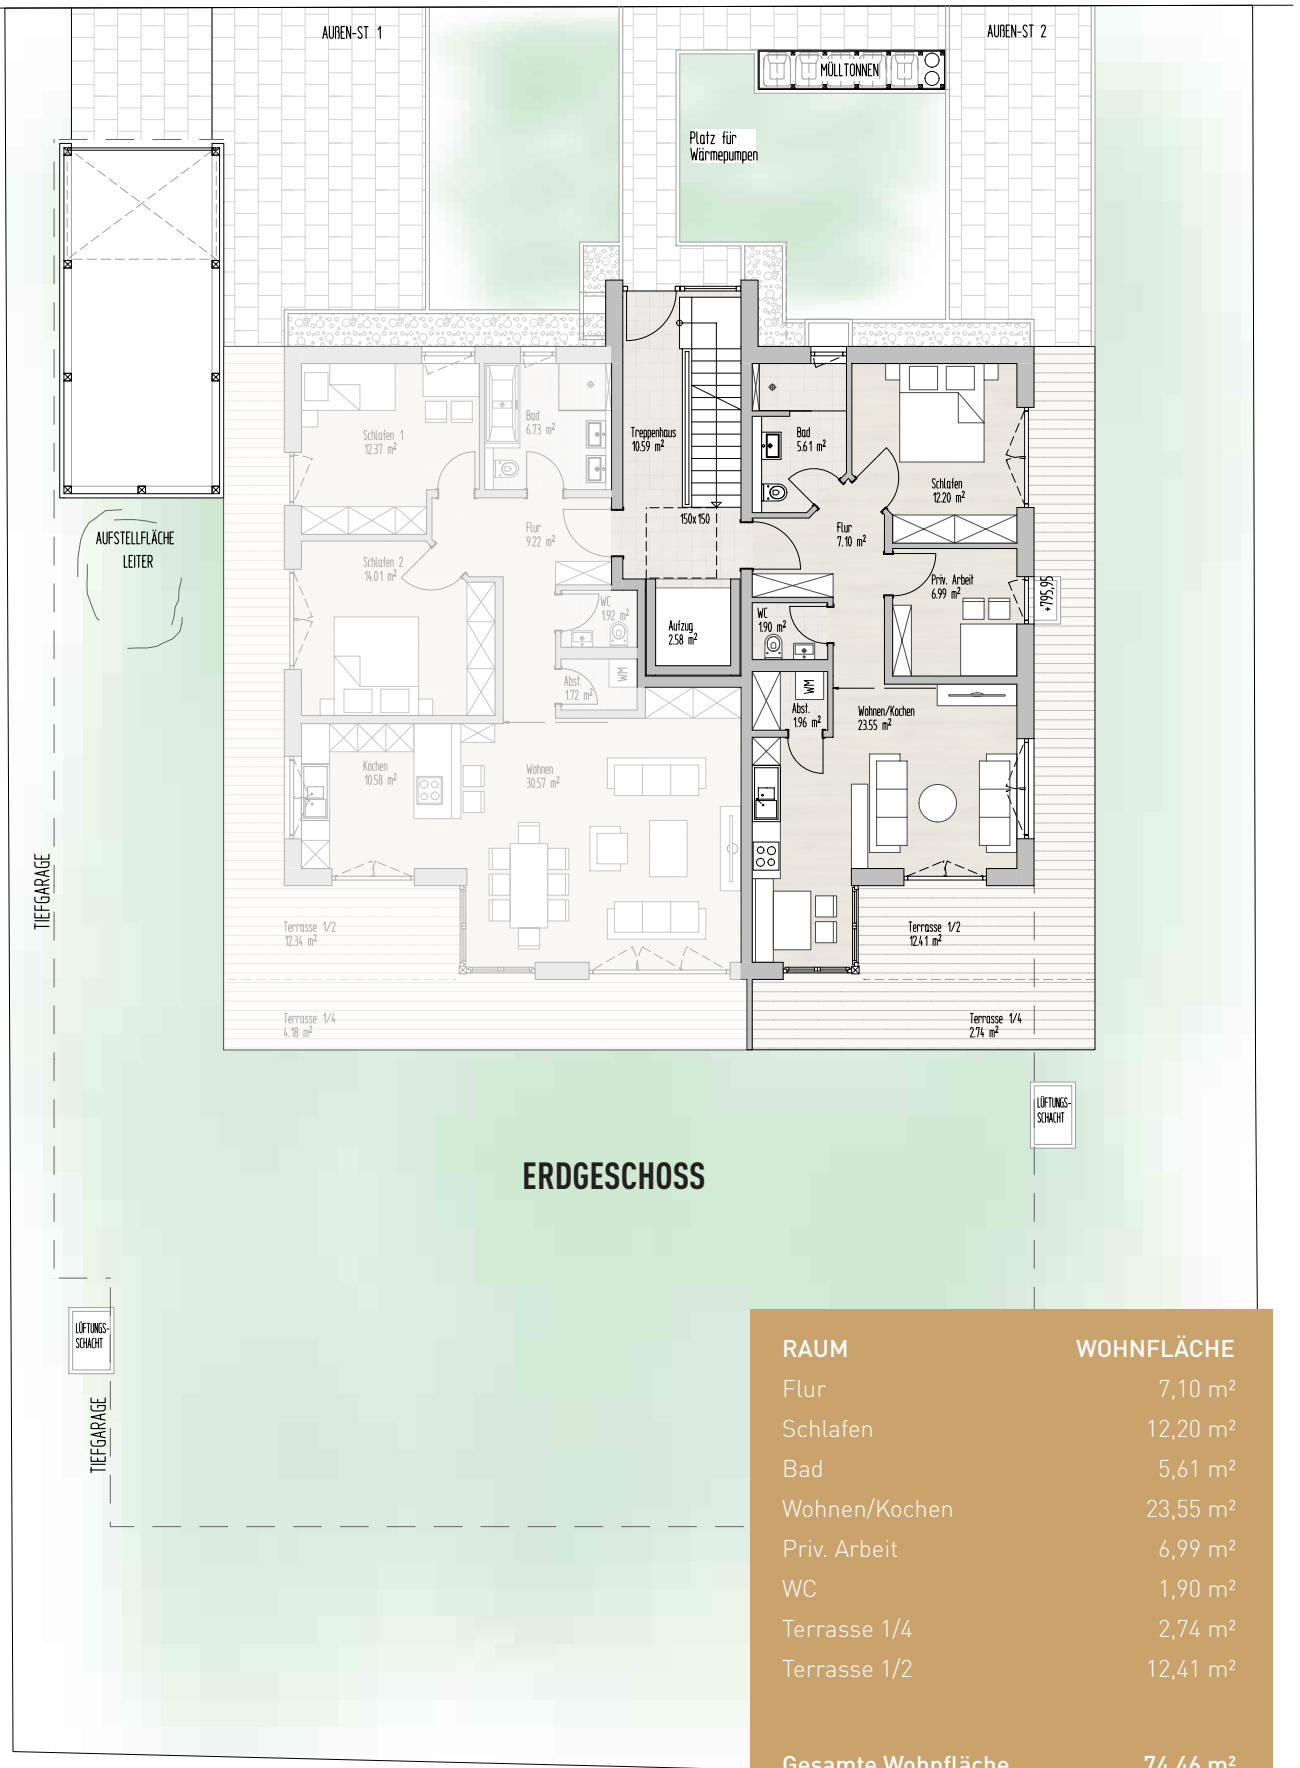 AUßEN-ST 1
AUßEN-ST 2
MÜLLTONNEN
Platz für
Wärmepumpen
Schlafen 1
12.37 m²
Bad
6.73 m²
Treppenhaus
10.59 m²
Bad
5.61 m²
Schlafen
12.20 m²
150x150
AUFSTELLFLÄCHE
LEITER
Flur
9.22 m²
Flur
7.10 m²
Schlafen 2
14.01 m²
Priv. Arbeit
6.99 m²
+795,95
WC
1.92 m²
Aufzug
2.58 m²
WC
1.90 m²
Abst.
1.72 m²
WM
WM
Abst.
1.96 m²
Wohnen/Kochen
23.55 m²
Kochen
10.58 m²
Wohnen
30.57 m²
TIEFGARAGE
Terrasse 1/2
12.34 m²
Terrasse 1/2
12.41 m²
Terrasse 1/4
4.18 m²
Terrasse 1/4
2.74 m²
LÜFTUNGS-
SCHACHT
ERDGESCHOSS
LÜFTUNGS-
SCHACHT
TIEFGARAGE
RAUM WOHNFLÄCHE
Flur 7,10 m²
Schlafen 12,20 m²
Bad 5,61 m²
Wohnen/Kochen 23,55 m²
Priv. Arbeit 6,99 m²
WC 1,90 m²
Terrasse 1/4 2,74 m²
Terrasse 1/2 12,41 m²
Gesamte Wohnfläche 74,46 m²